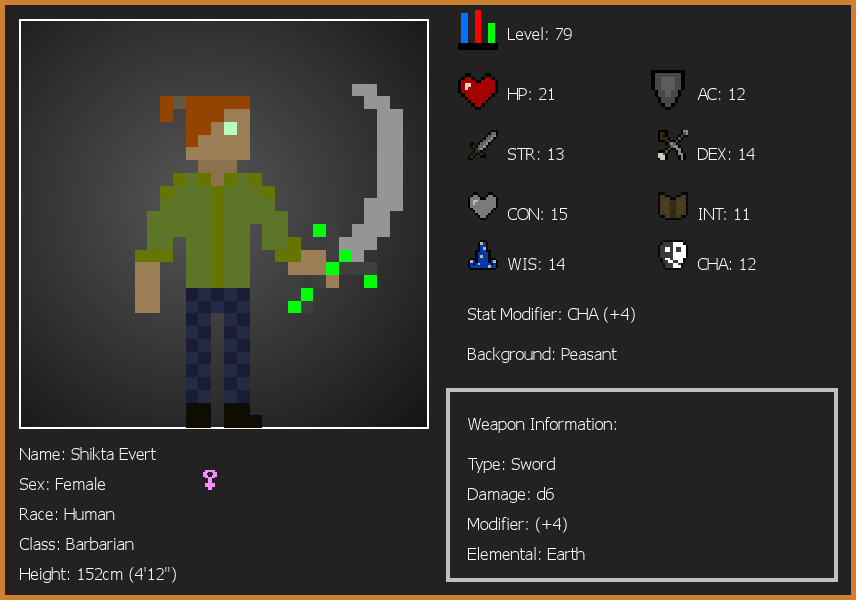 Level: 79
HP: 21
AC: 12
STR: 13
DEX: 14
CON: 15
INT: 11
WIS: 14
CHA: 12
Stat Modifier: CHA (+4)
Background: Peasant
Weapon Information:
Type: Sword
Damage: d6
Modifier: (+4)
Elemental: Earth
Name: Shikta Evert
Sex: Female
Race: Human
Class: Barbarian
Height: 152cm (4'12")